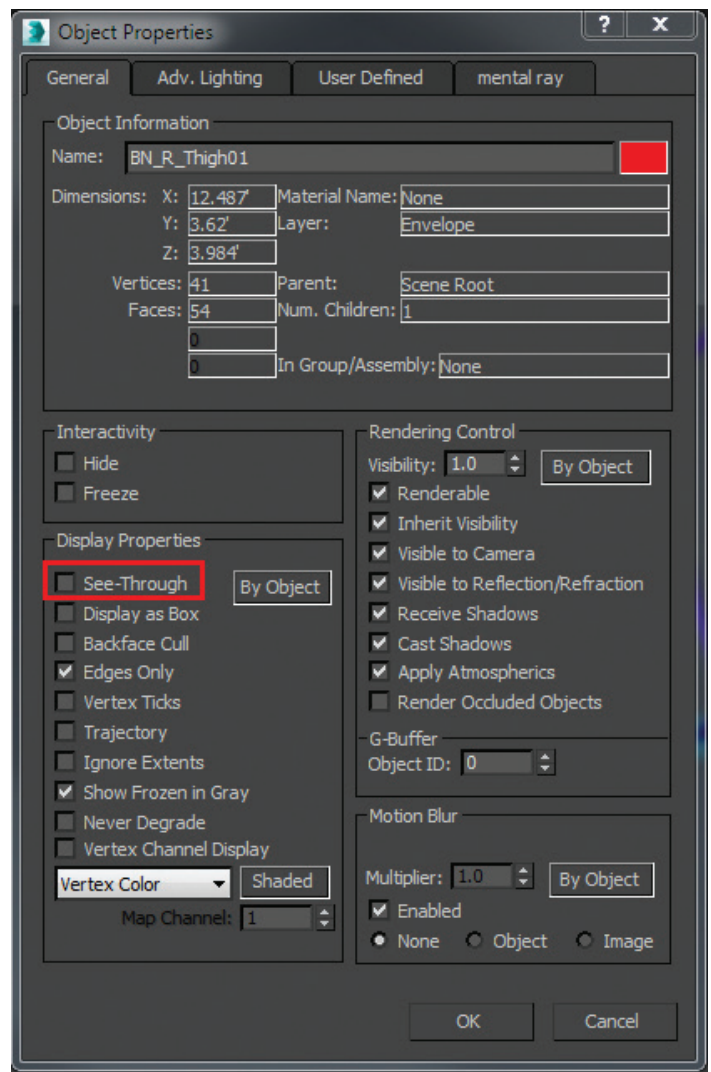 Object Properties ? X
General Adv. Lighting User Defined mental ray
Object Information
Name: BN_R_Thigh01
Dimensions: X: 12.487' Material Name: None
Y: 3.62' Layer: Envelope
Z: 3.984'
Vertices: 41 Parent: Scene Root
Faces: 54 Num. Children: 1
0
0 In Group/Assembly: None
Interactivity
Hide
Freeze
Display Properties
See-Through By Object
Display as Box
Backface Cull
Edges Only
Vertex Ticks
Trajectory
Ignore Extents
Show Frozen in Gray
Never Degrade
Vertex Channel Display
Vertex Color Shaded
Map Channel: 1
Rendering Control
Visibility: 1.0 By Object
Renderable
Inherit Visibility
Visible to Camera
Visible to Reflection/Refraction
Receive Shadows
Cast Shadows
Apply Atmospherics
Render Occluded Objects
G-Buffer
Object ID: 0
Motion Blur
Multiplier: 1.0 By Object
Enabled
None Object Image
OK Cancel